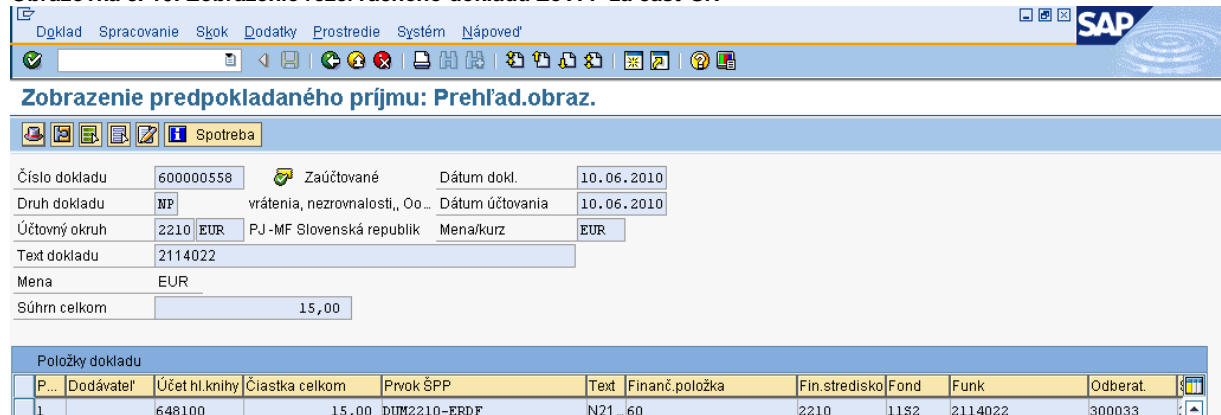 Doklad Spracovanie Skok Dodatky Prostredie Systém Nápoveď
SAP
Zobrazenie predpokladaného príjmu: Prehľad.obraz.
Spotreba
Číslo dokladu 600000558 Zaúčtované Dátum dokl. 10.06.2010
Druh dokladu NP vrátenia, nezrovnalosti,, Oo... Dátum účtovania 10.06.2010
Účtovný okruh 2210 EUR PJ -MF Slovenská republik Mena/kurz EUR
Text dokladu 2114022
Mena EUR
Súhrn celkom 15,00
Položky dokladu
P... Dodávateľ Účet hl.knihy Čiastka celkom Prvok ŠPP Text Finanč.položka Fin.stredisko Fond Funk Odberat.
1 648100 15,00 DUM2210-ERDF N21... 60 2210 11S2 2114022 300033